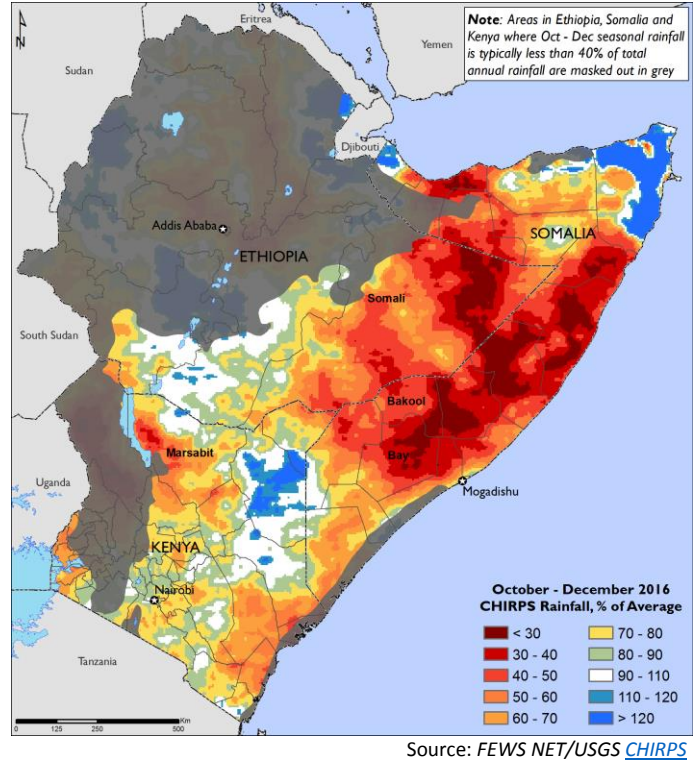 Note: Areas in Ethiopia, Somalia and
Kenya where Oct - Dec seasonal rainfall
is typically less than 40% of total
annual rainfall are masked out in grey
N
Eritrea
Yemen
Sudan
Djibouti
Addis Ababa
ETHIOPIA
SOMALIA
Somali
South Sudan
Bakool
Marsabit
Bay
Uganda
Mogadishu
KENYA
Nairobi
Tanzania
October - December 2016
CHIRPS Rainfall, % of Average
< 30
70 - 80
30 - 40
80 - 90
40 - 50
90 - 110
50 - 60
110 - 120
60 - 70
> 120
0 250 500 Km
Source: FEWS NET/USGS CHIRPS